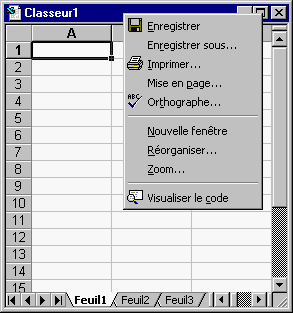 Classeur1
A
1
2
3
4
5
6
7
8
9
10
11
12
13
14
15
Enregistrer
Enregistrer sous...
Imprimer...
Mise en page...
ABC
Orthographe...
Nouvelle fenêtre
Réorganiser...
Zoom...
Visualiser le code
Feuil1 Feuil2 Feuil3